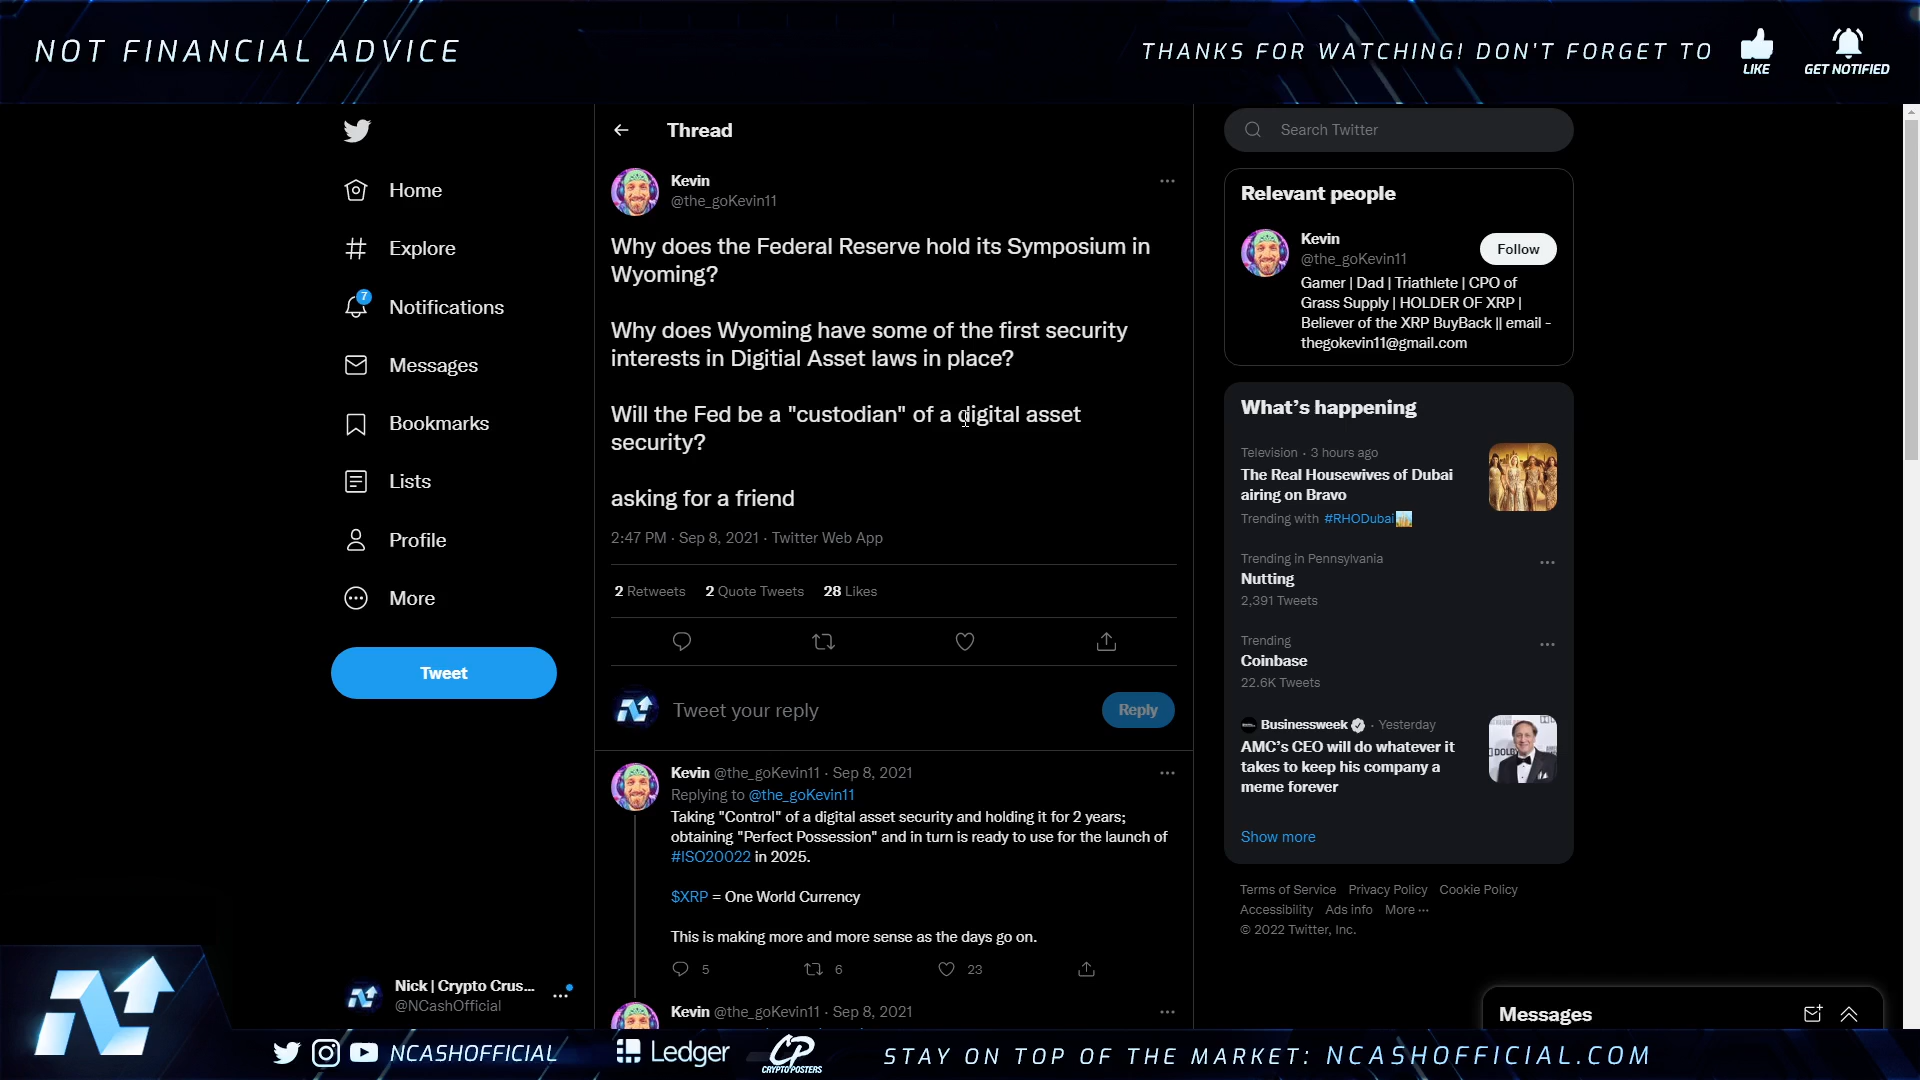 NOT FINANCIAL ADVICE
THANKS FOR WATCHING! DON'T FORGET TO
LIKE
GET NOTIFIED
Home
Explore
7
Notifications
Messages
Bookmarks
Lists
Profile
More
Tweet
Nick | Crypto Crus...
@NCashOfficial
Thread
Kevin
@the_goKevin11
Why does the Federal Reserve hold its Symposium in
Wyoming?
Why does Wyoming have some of the first security
interests in Digitial Asset laws in place?
Will the Fed be a "custodian" of a digital asset
security?
asking for a friend
2:47 PM · Sep 8, 2021 · Twitter Web App
2 Retweets 2 Quote Tweets 28 Likes
Tweet your reply
Reply
Kevin @the_goKevin11 · Sep 8, 2021
Replying to @the_goKevin11
Taking "Control" of a digital asset security and holding it for 2 years;
obtaining "Perfect Possession" and in turn is ready to use for the launch of
#ISO20022 in 2025.
$XRP = One World Currency
This is making more and more sense as the days go on.
5 6 23
Kevin @the_goKevin11 · Sep 8, 2021
Search Twitter
Relevant people
Kevin
@the_goKevin11
Follow
Gamer | Dad | Triathlete | CPO of
Grass Supply | HOLDER OF XRP |
Believer of the XRP BuyBack || email -
thegokevin11@gmail.com
What's happening
Television · 3 hours ago
The Real Housewives of Dubai
airing on Bravo
Trending with #RHODubai
Trending in Pennsylvania
Nutting
2,391 Tweets
Trending
Coinbase
22.6K Tweets
Businessweek · Yesterday
AMC's CEO will do whatever it
takes to keep his company a
meme forever
Show more
Terms of Service Privacy Policy Cookie Policy
Accessibility Ads info More ···
© 2022 Twitter, Inc.
Messages
NCASHOFFICIAL
Ledger
CP
CRYPTOPOSTERS
STAY ON TOP OF THE MARKET: NCASHOFFICIAL.COM